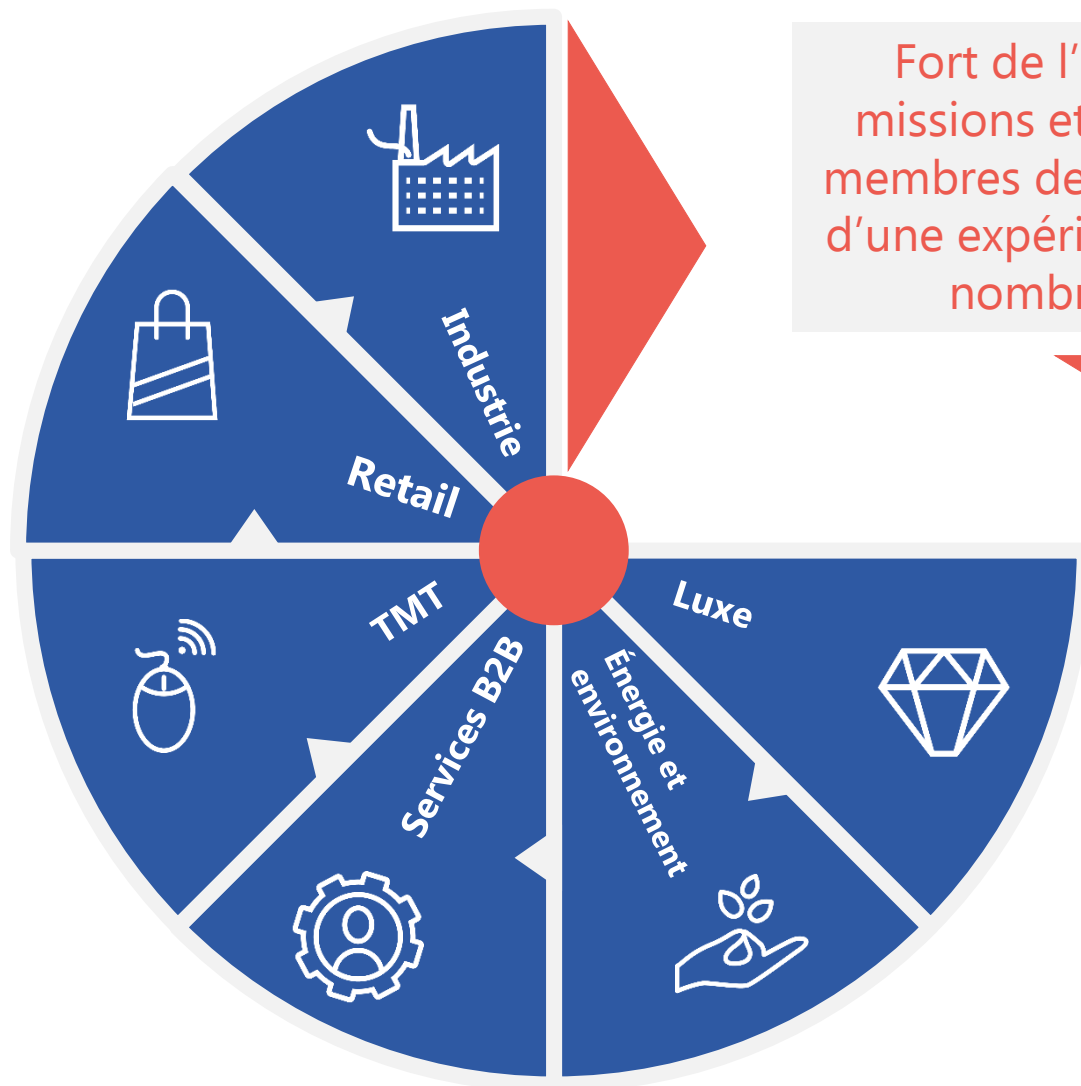 Fort de l'
missions et
membres de
d'une expéri
nombr
Industrie
Retail
TMT
Services B2B
Énergie et
environnement
Luxe